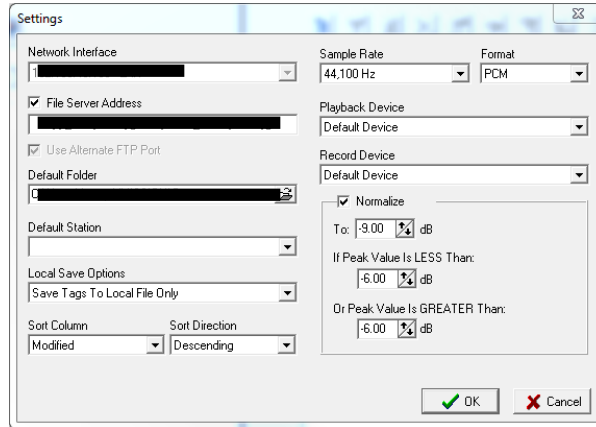 Settings
Network Interface
1
File Server Address
Use Alternate FTP Port
Default Folder
Default Station
Local Save Options
Save Tags To Local File Only
Sort Column
Sort Direction
Modified
Descending
Sample Rate
Format
44,100 Hz
PCM
Playback Device
Default Device
Record Device
Default Device
Normalize
To: -9.00 dB
If Peak Value Is LESS Than:
-6.00 dB
Or Peak Value Is GREATER Than:
-6.00 dB
OK
Cancel